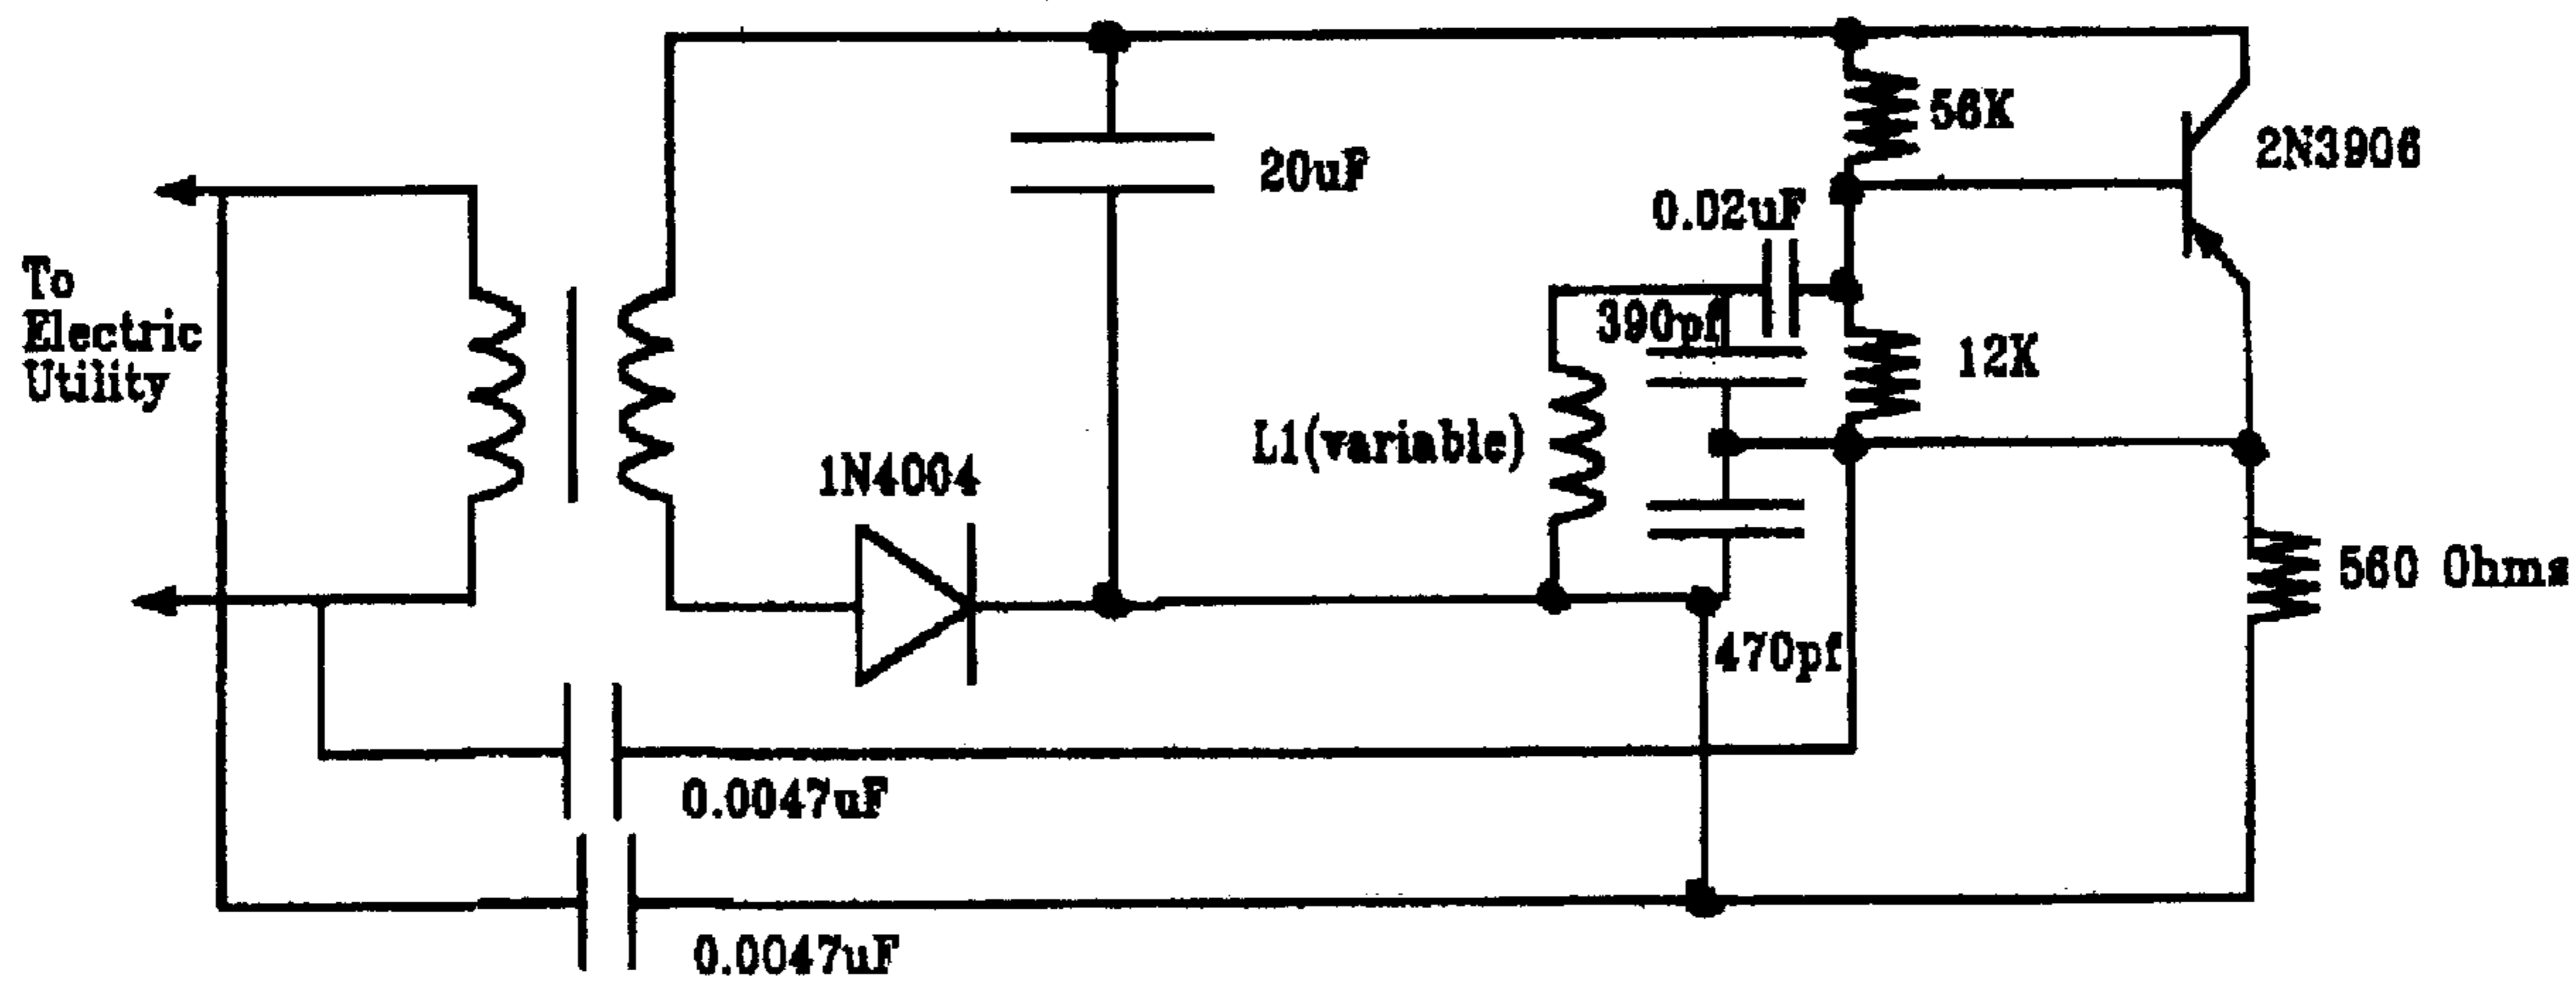 56K
2N3906
20uF
0.02uF
To
Electric
Utility
390pf
12K
L1(variable)
1N4004
560 Ohms
470pf
0.0047uF
0.0047uF